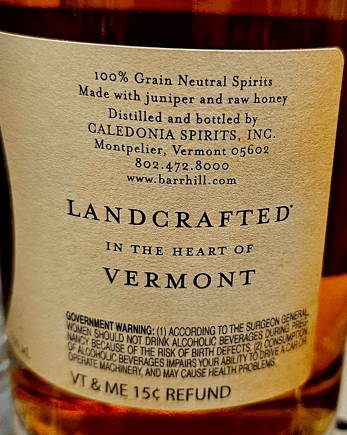 100% Grain Neutral Spirits
Made with juniper and raw honey
Distilled and bottled by
CALEDONIA SPIRITS, INC.
Montpelier, Vermont 05602
802.472.8000
www.barrhill.com
LANDCRAFTED
IN THE HEART OF
VERMONT
GOVERNMENT WARNING: (1) ACCORDING TO THE SURGEON GENERAL,
WOMEN SHOULD NOT DRINK ALCOHOLIC BEVERAGES DURING PREG-
NANCY BECAUSE OF THE RISK OF BIRTH DEFECTS. (2) CONSUMPTION
OF ALCOHOLIC BEVERAGES IMPAIRS YOUR ABILITY TO DRIVE A CAR OR
OPERATE MACHINERY, AND MAY CAUSE HEALTH PROBLEMS.
VT & ME 15¢ REFUND